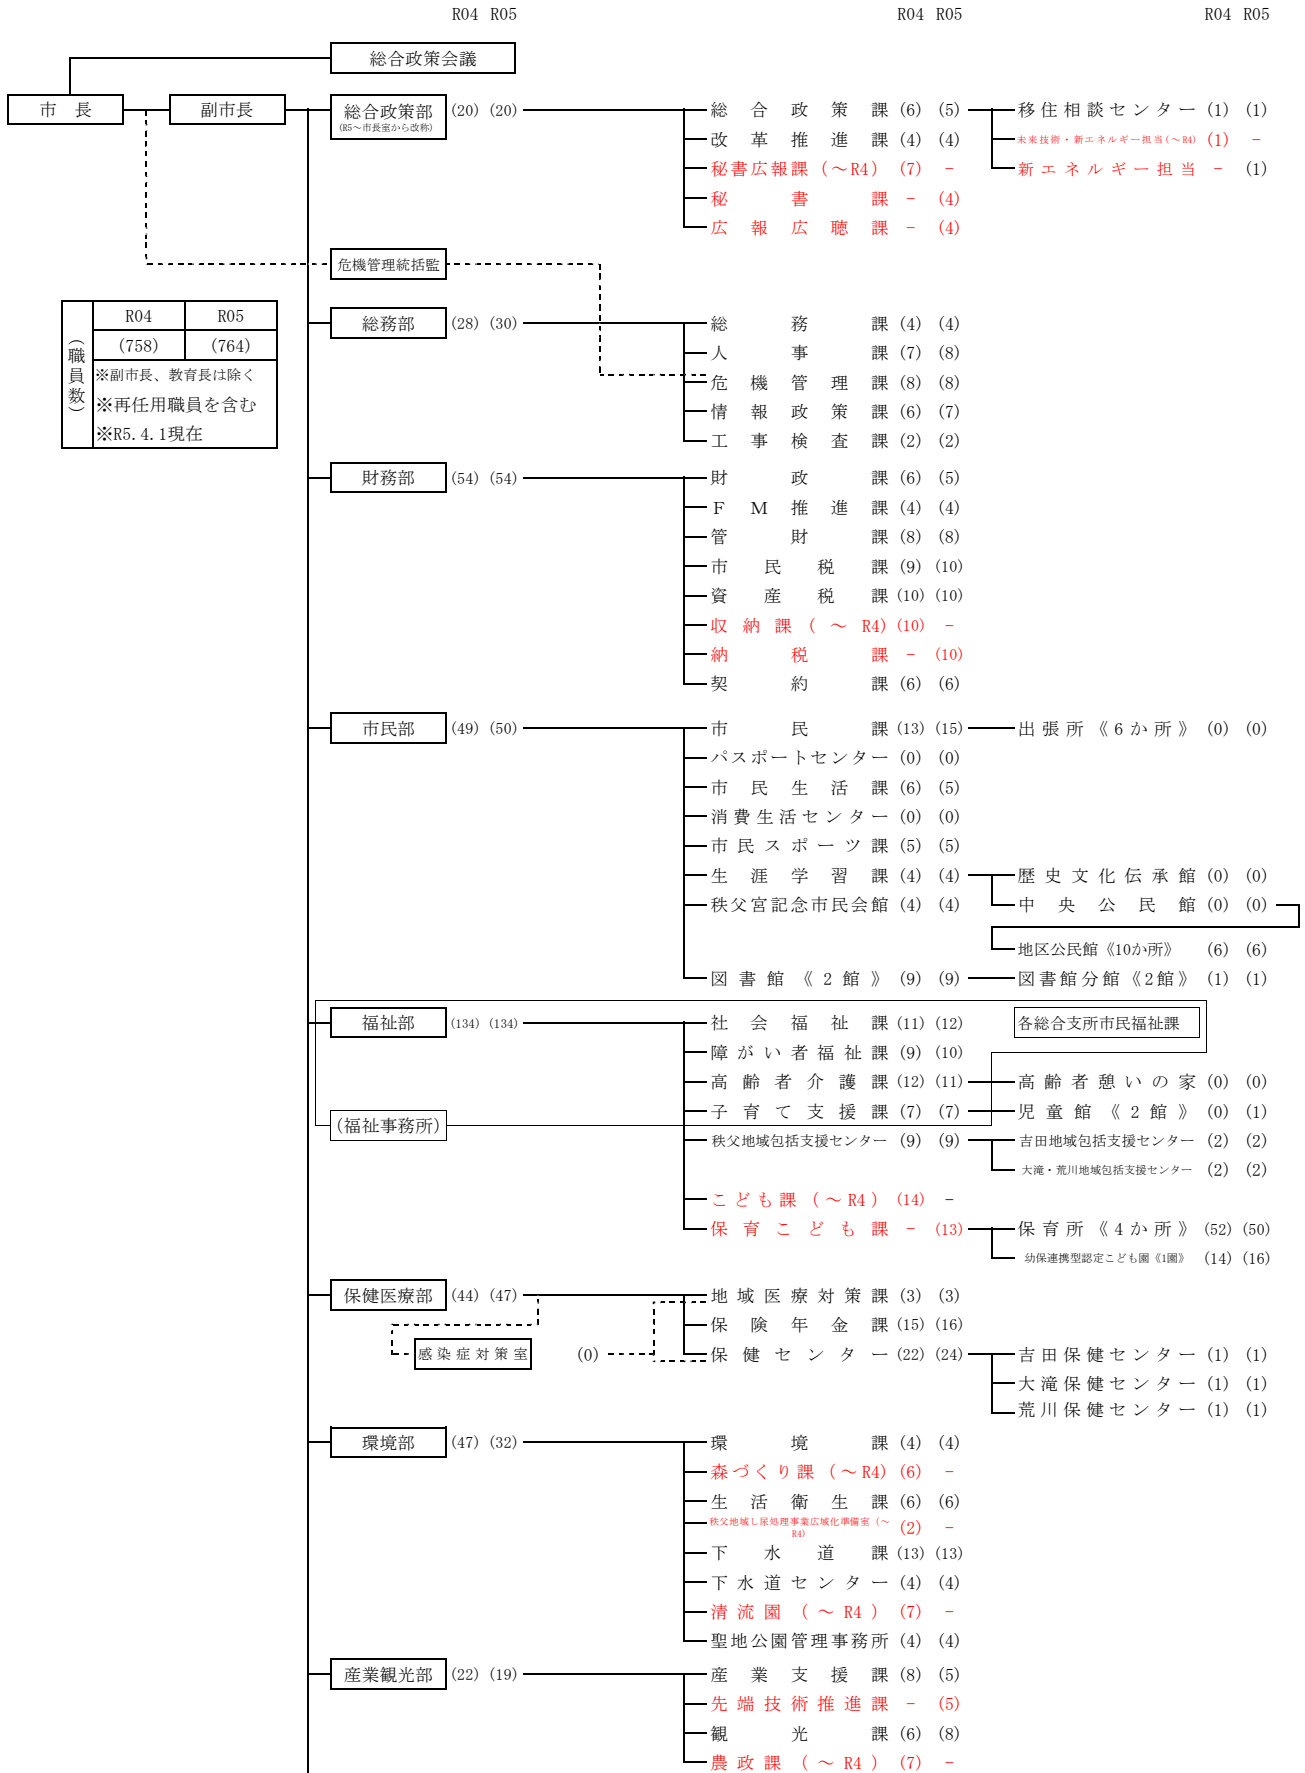 R04 R05 R04 R05 R04 R05
総合政策会議
市　長 副市長 総合政策部 (20) (20) 総合政策課 (6) (5) 移住相談センター (1) (1)
(R5～市長室から改称)
改革推進課 (4) (4) 未来技術・新エネルギー担当(～R4) (1) －
秘書広報課（～R4） (7) － 新エネルギー担当 － (1)
秘書課 － (4)
広報広聴課 － (4)
危機管理統括監
（職員数） R04 R05
(758) (764)
※副市長、教育長は除く
※再任用職員を含む
※R5.4.1現在
総務部 (28) (30) 総務課 (4) (4)
人事課 (7) (8)
危機管理課 (8) (8)
情報政策課 (6) (7)
工事検査課 (2) (2)
財務部 (54) (54) 財政課 (6) (5)
ＦＭ推進課 (4) (4)
管財課 (8) (8)
市民税課 (9) (10)
資産税課 (10) (10)
収納課(～R4) (10) －
納税課 － (10)
契約課 (6) (6)
市民部 (49) (50) 市民課 (13) (15) 出張所《6か所》 (0) (0)
パスポートセンター (0) (0)
市民生活課 (6) (5)
消費生活センター (0) (0)
市民スポーツ課 (5) (5)
生涯学習課 (4) (4) 歴史文化伝承館 (0) (0)
秩父宮記念市民会館 (4) (4) 中央公民館 (0) (0)
地区公民館《10か所》 (6) (6)
図書館《2館》 (9) (9) 図書館分館《2館》 (1) (1)
福祉部 (134) (134) 社会福祉課 (11) (12) 各総合支所市民福祉課
障がい者福祉課 (9) (10)
高齢者介護課 (12) (11) 高齢者憩いの家 (0) (0)
子育て支援課 (7) (7) 児童館《2館》 (0) (1)
(福祉事務所)
秩父地域包括支援センター (9) (9) 吉田地域包括支援センター (2) (2)
大滝・荒川地域包括支援センター (2) (2)
こども課（～R4） (14) －
保育こども課 － (13) 保育所《4か所》 (52) (50)
幼保連携型認定こども園《1園》 (14) (16)
保健医療部 (44) (47) 地域医療対策課 (3) (3)
保険年金課 (15) (16)
感染症対策室 (0) 保健センター (22) (24) 吉田保健センター (1) (1)
大滝保健センター (1) (1)
荒川保健センター (1) (1)
環境部 (47) (32) 環境課 (4) (4)
森づくり課（～R4) (6) －
生活衛生課 (6) (6)
秩父地域し尿処理事業広域化準備室（～
R4) (2) －
下水道課 (13) (13)
下水道センター (4) (4)
清流園（～R4） (7) －
聖地公園管理事務所 (4) (4)
産業観光部 (22) (19) 産業支援課 (8) (5)
先端技術推進課 － (5)
観光課 (6) (8)
農政課（～R4） (7) －